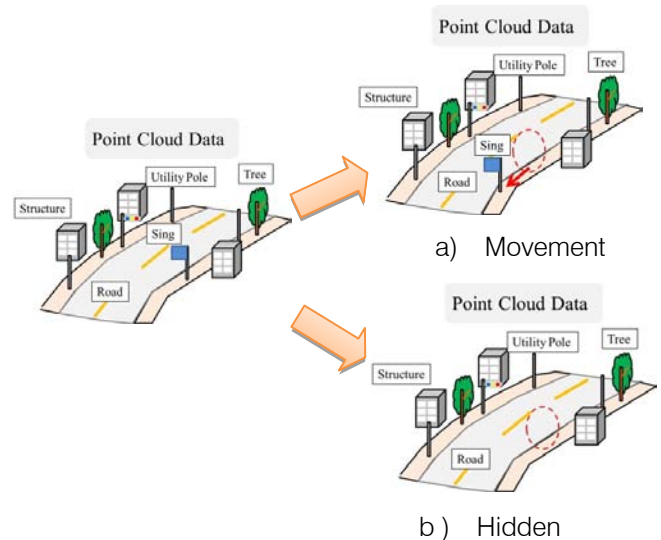 Point Cloud Data
Structure
Utility Pole
Tree
Sing
Road
Point Cloud Data
Utility Pole
Tree
Structure
Sing
Road
a) Movement
Point Cloud Data
Utility Pole
Tree
Structure
Road
b ) Hidden